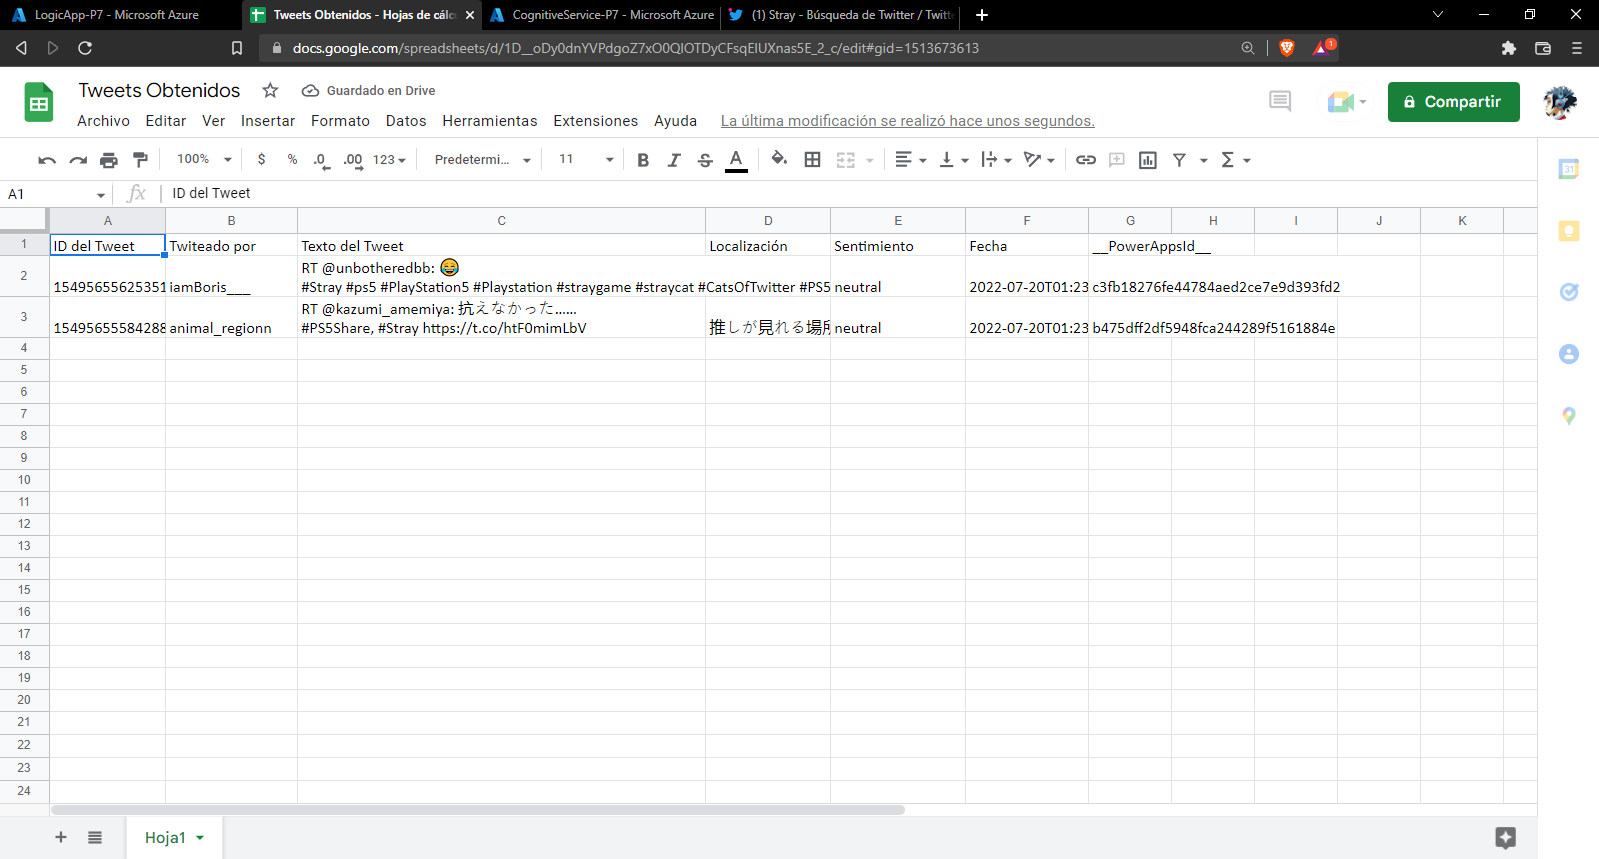 LogicApp-P7 - Microsoft Azure
Tweets Obtenidos - Hojas de cálc
CognitiveService-P7 - Microsoft Azure
(1) Stray - Búsqueda de Twitter / Twitt
docs.google.com/spreadsheets/d/1D__oDy0dnYVPdgoZ7xO0QIOTDyCFsqEIUXnas5E_2_c/edit#gid=1513673613
1
Tweets Obtenidos
Guardado en Drive
Archivo Editar Ver Insertar Formato Datos Herramientas Extensiones Ayuda
La última modificación se realizó hace unos segundos.
Compartir
100% $ % .0 .00 123 Predetermi... 11 B I S A Σ
31
A1 fx ID del Tweet
A B C D E F G H I J K
1 ID del Tweet Twiteado por Texto del Tweet Localización Sentimiento Fecha __PowerAppsId__
RT @unbotheredbb: 😂
2 15495655625351 iamBoris___ #Stray #ps5 #PlayStation5 #Playstation #straygame #straycat #CatsOfTwitter #PS5 neutral 2022-07-20T01:23 c3fb18276fe44784aed2ce7e9d393fd2
RT @kazumi_amemiya: 抗えなかった……
3 15495655584288 animal_regionn #PS5Share, #Stray https://t.co/htF0mimLbV 推しが見れる場所 neutral 2022-07-20T01:23 b475dff2df5948fca244289f5161884e
4
5
6
7
8
9
10
11
12
13
14
15
16
17
18
19
20
21
22
23
24
Hoja1